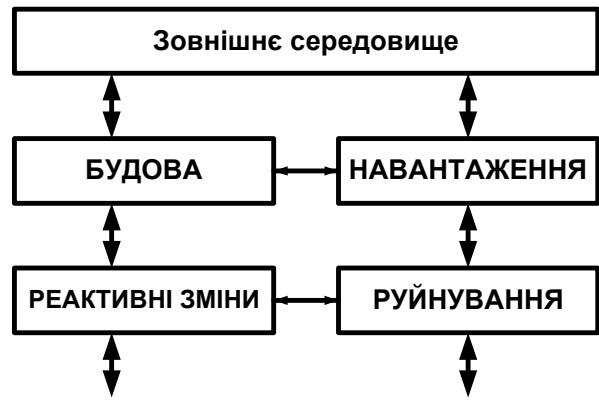 Зовнішнє середовище
БУДОВА
НАВАНТАЖЕННЯ
РЕАКТИВНІ ЗМІНИ
РУЙНУВАННЯ